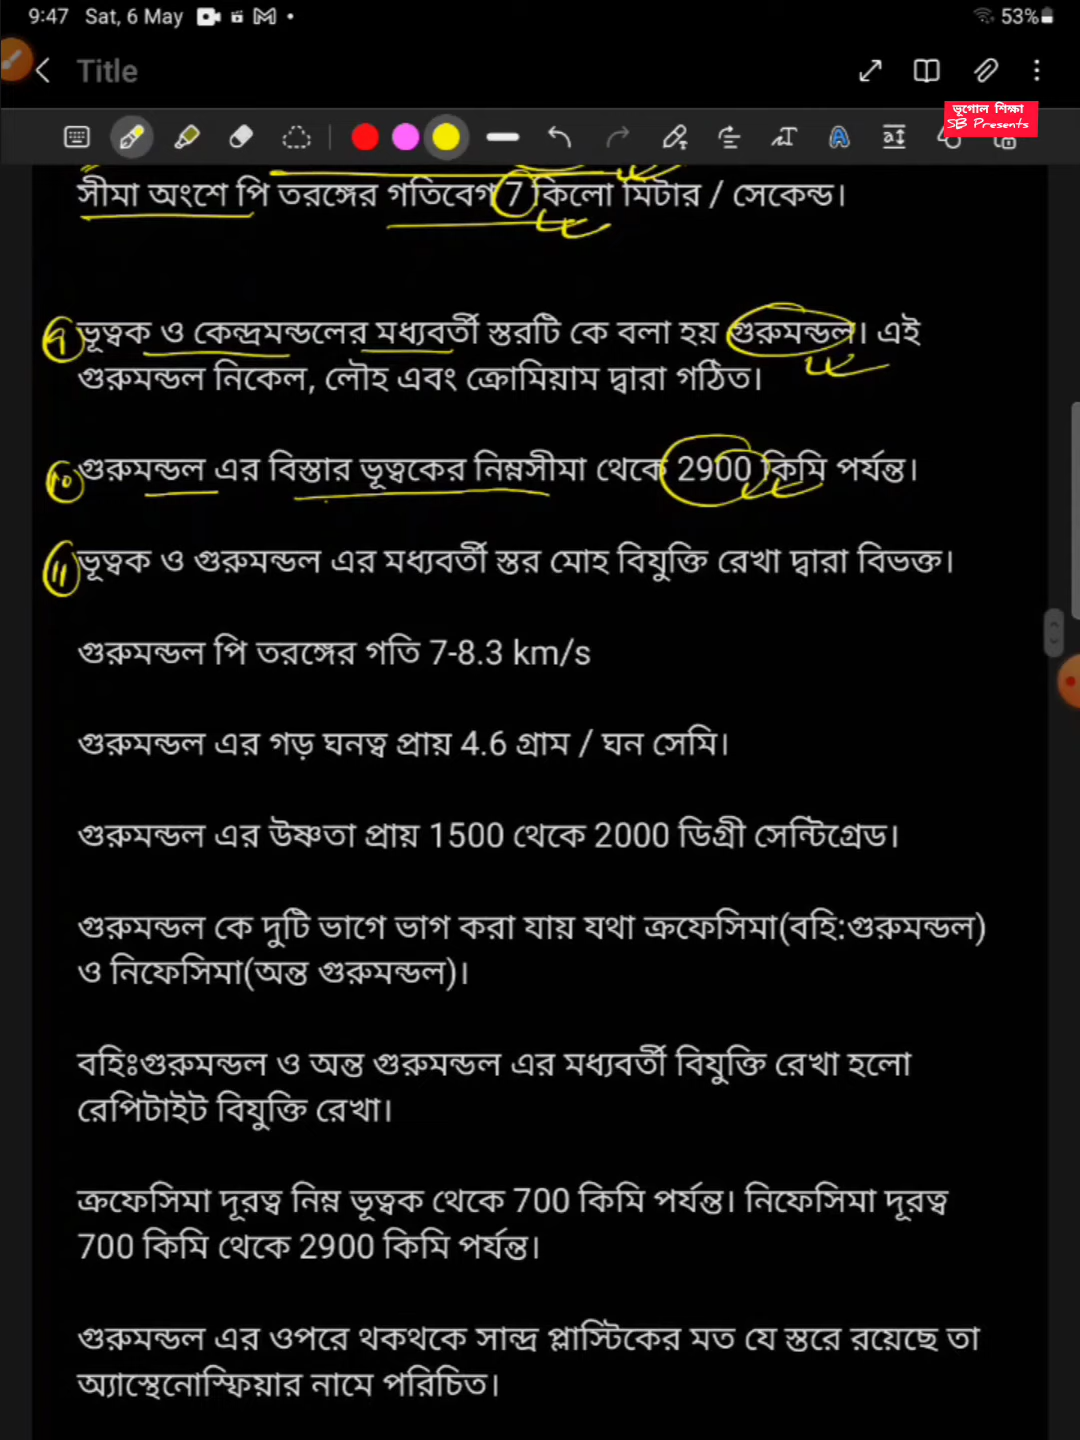 9:47 Sat, 6 May
53%
Title
ভূগোল শিক্ষা
SB Presents
সীমা অংশে পি তরঙ্গের গতিবেগ 7 কিলো মিটার / সেকেন্ড।
9 ভূত্বক ও কেন্দ্রমন্ডলের মধ্যবর্তী স্তরটি কে বলা হয় গুরুমন্ডল। এই
গুরুমন্ডল নিকেল, লৌহ এবং ক্রোমিয়াম দ্বারা গঠিত।
10 গুরুমন্ডল এর বিস্তার ভূত্বকের নিম্নসীমা থেকে 2900 কিমি পর্যন্ত।
11 ভূত্বক ও গুরুমন্ডল এর মধ্যবর্তী স্তর মোহ বিযুক্তি রেখা দ্বারা বিভক্ত।
গুরুমন্ডল পি তরঙ্গের গতি 7-8.3 km/s
গুরুমন্ডল এর গড় ঘনত্ব প্রায় 4.6 গ্রাম / ঘন সেমি।
গুরুমন্ডল এর উষ্ণতা প্রায় 1500 থেকে 2000 ডিগ্রী সেন্টিগ্রেড।
গুরুমন্ডল কে দুটি ভাগে ভাগ করা যায় যথা ক্রফেসিমা(বহি:গুরুমন্ডল)
ও নিফেসিমা(অন্ত গুরুমন্ডল)।
বহিঃগুরুমন্ডল ও অন্ত গুরুমন্ডল এর মধ্যবর্তী বিযুক্তি রেখা হলো
রেপিটাইট বিযুক্তি রেখা।
ক্রফেসিমা দূরত্ব নিম্ন ভূত্বক থেকে 700 কিমি পর্যন্ত। নিফেসিমা দূরত্ব
700 কিমি থেকে 2900 কিমি পর্যন্ত।
গুরুমন্ডল এর ওপরে থকথকে সান্দ্র প্লাস্টিকের মত যে স্তরে রয়েছে তা
অ্যাস্থেনোস্ফিয়ার নামে পরিচিত।